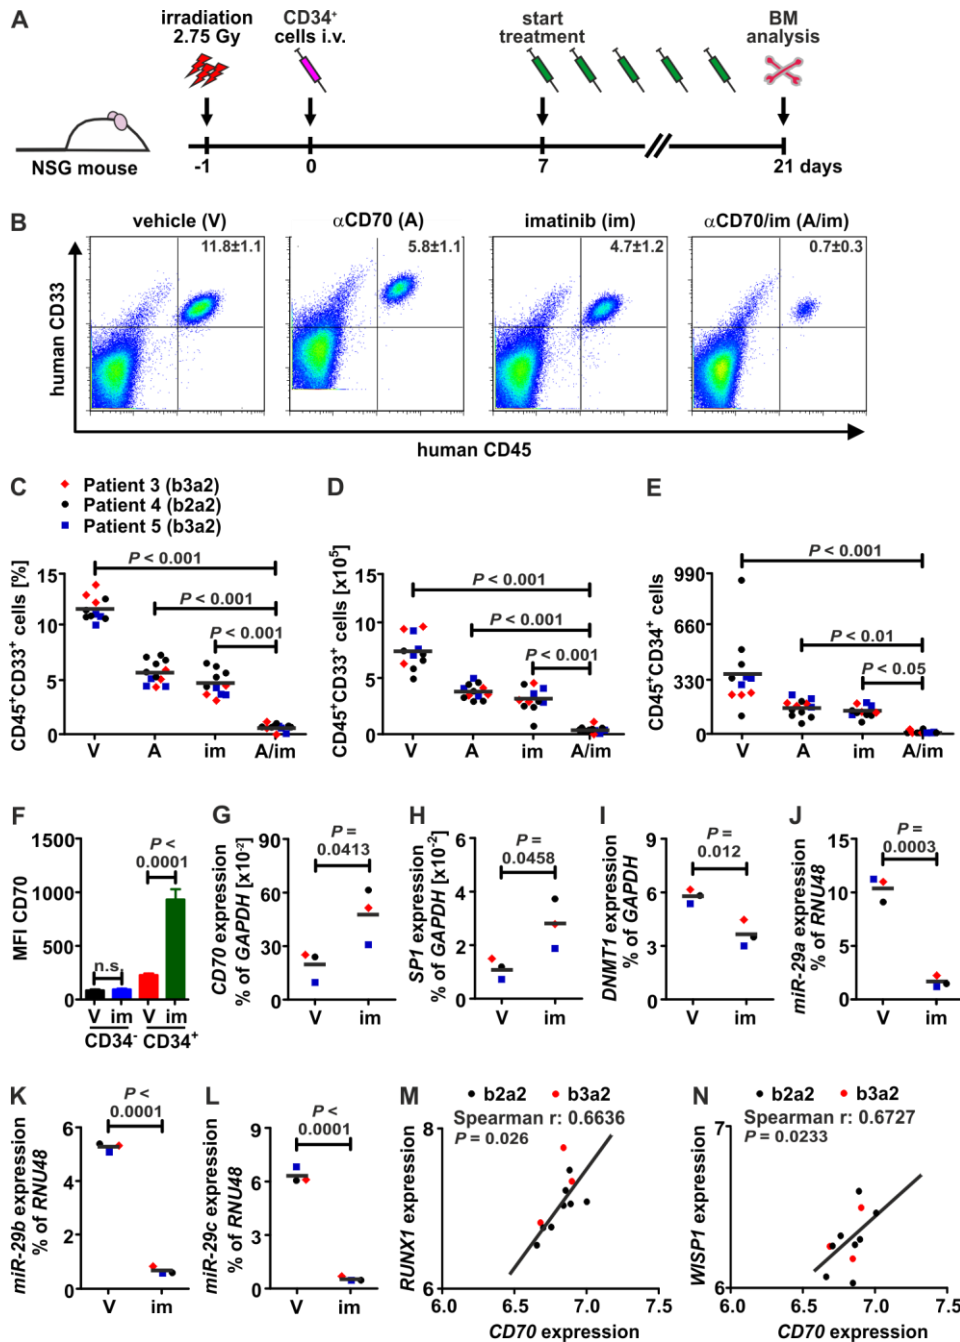 A
irradiation
2.75 Gy
CD34⁺
cells i.v.
start
treatment
BM
analysis
NSG mouse
-1
0
7
21 days
B
vehicle (V)
αCD70 (A)
imatinib (im)
αCD70/im (A/im)
11.8±1.1
5.8±1.1
4.7±1.2
0.7±0.3
human CD33
human CD45
C
Patient 3 (b3a2)
Patient 4 (b2a2)
Patient 5 (b3a2)
P < 0.001
P < 0.001
P < 0.001
CD45⁺CD33⁺ cells [%]
15
10
5
0
V A im A/im
D
P < 0.001
P < 0.001
P < 0.001
CD45⁺CD33⁺ cells [x10⁵]
15
10
5
0
V A im A/im
E
P < 0.001
P < 0.01
P < 0.05
CD45⁺CD34⁺ cells
990
660
330
0
V A im A/im
F
P <
0.0001
n.s.
MFI CD70
1500
1000
500
0
V im V im
CD34⁻ CD34⁺
G
P =
0.0413
CD70 expression
% of GAPDH [x10⁻²]
90
60
30
0
V im
H
P =
0.0458
SP1 expression
% of GAPDH [x10⁻²]
6
4
2
0
V im
I
P =
0.012
DNMT1 expression
% of GAPDH
9
6
3
0
V im
J
P =
0.0003
miR-29a expression
% of RNU48
15
10
5
0
V im
K
P <
0.0001
miR-29b expression
% of RNU48
6
4
2
0
V im
L
P <
0.0001
miR-29c expression
% of RNU48
9
6
3
0
V im
M
b2a2 b3a2
Spearman r: 0.6636
P = 0.026
RUNX1 expression
8
6
6.0 6.5 7.0 7.5
CD70 expression
N
b2a2 b3a2
Spearman r: 0.6727
P = 0.0233
WISP1 expression
7
6
6.0 6.5 7.0 7.5
CD70 expression